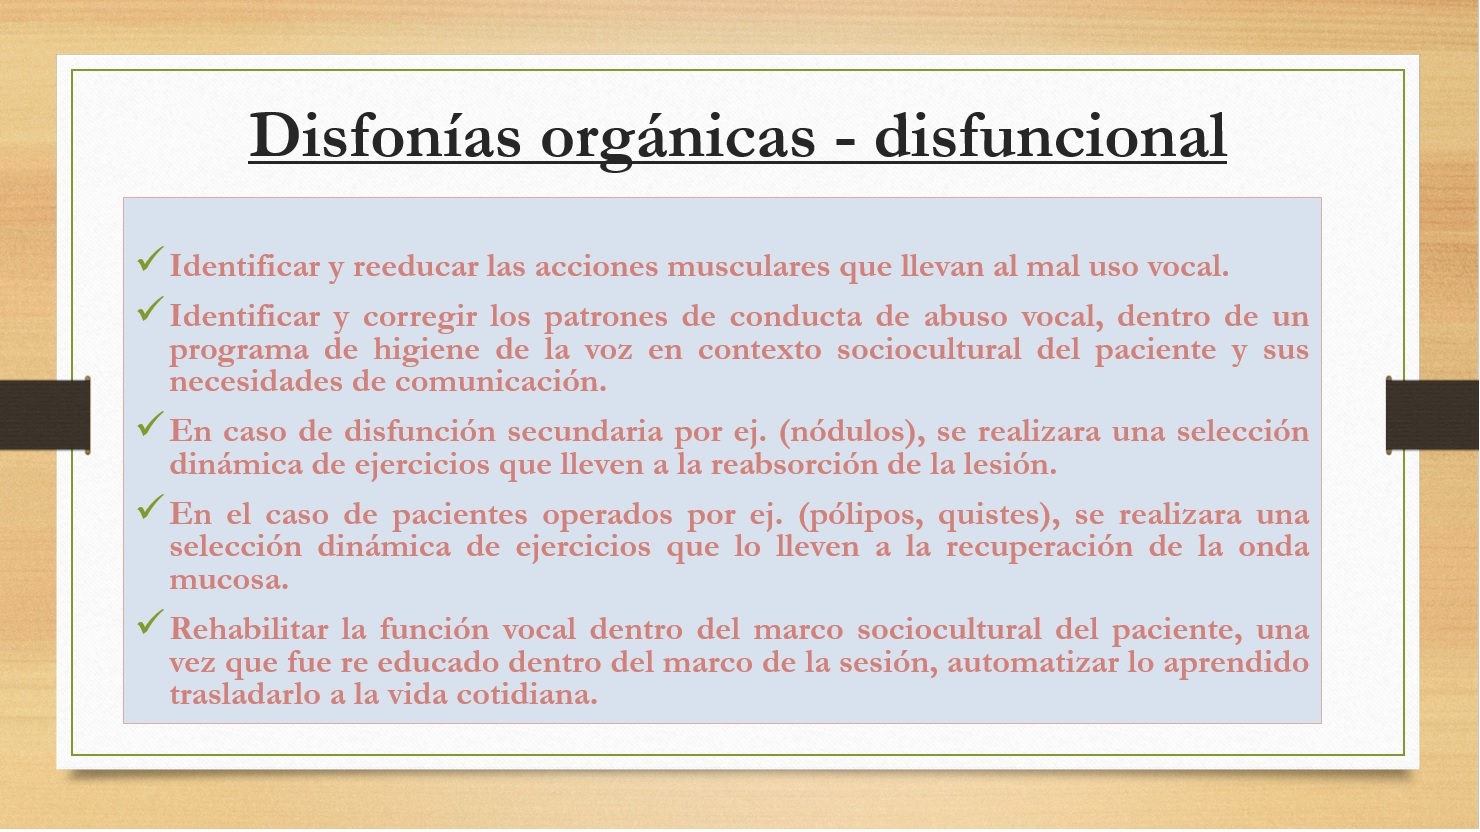 Disfonías orgánicas - disfuncional
✓ Identificar y reeducar las acciones musculares que llevan al mal uso vocal.
✓ Identificar y corregir los patrones de conducta de abuso vocal, dentro de un
programa de higiene de la voz en contexto sociocultural del paciente y sus
necesidades de comunicación.
✓ En caso de disfunción secundaria por ej. (nódulos), se realizara una selección
dinámica de ejercicios que lleven a la reabsorción de la lesión.
✓ En el caso de pacientes operados por ej. (pólipos, quistes), se realizara una
selección dinámica de ejercicios que lo lleven a la recuperación de la onda
mucosa.
✓ Rehabilitar la función vocal dentro del marco sociocultural del paciente, una
vez que fue re educado dentro del marco de la sesión, automatizar lo aprendido
trasladarlo a la vida cotidiana.